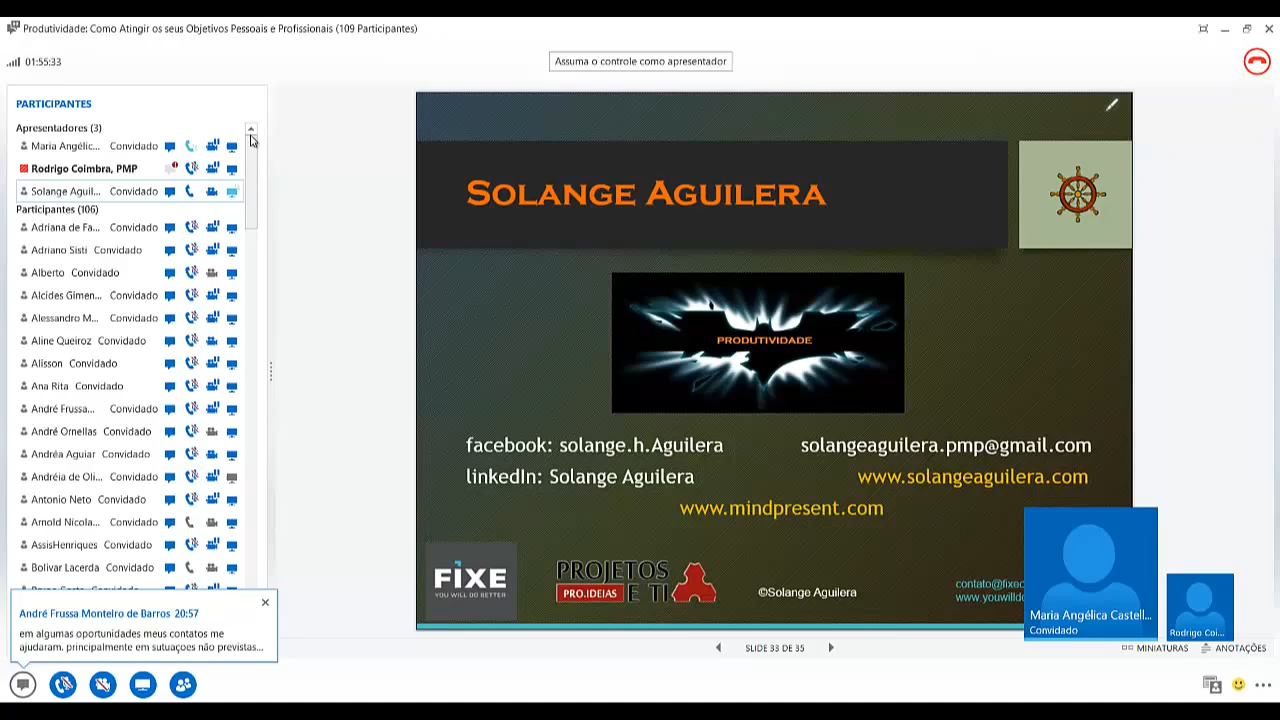 Produtividade: Como Atingir os seus Objetivos Pessoais e Profissionais (109 Participantes)
01:55:33
Assuma o controle como apresentador
PARTICIPANTES
Apresentadores (3)
Maria Angélic... Convidado
Rodrigo Coimbra, PMP
Solange Aguil... Convidado
Participantes (106)
Adriana de Fa... Convidado
Adriano Sisti Convidado
Alberto Convidado
Alcides Gimen... Convidado
Alessandro M... Convidado
Aline Queiroz Convidado
Alisson Convidado
Ana Rita Convidado
André Frussa... Convidado
André Ornellas Convidado
Andréa Aguiar Convidado
Andréia de Oli... Convidado
Antonio Neto Convidado
Arnold Nicola... Convidado
AssisHenriques Convidado
Bolivar Lacerda Convidado
André Frussa Monteiro de Barros 20:57
em algumas oportunidades meus contatos me
ajudaram. principalmente em sutuaçoes não previstas...
SOLANGE AGUILERA
PRODUTIVIDADE
facebook: solange.h.Aguilera
solangeaguilera.pmp@gmail.com
linkedIn: Solange Aguilera
www.solangeaguilera.com
www.mindpresent.com
FIXE
YOU WILL DO BETTER
PROJETOS
PRO.IDEIAS E TI
©Solange Aguilera
contato@fixec
www.youwilldo
Maria Angélica Castell...
Convidado
Rodrigo Coi...
SLIDE 33 DE 35
MINIATURAS
ANOTAÇÕES